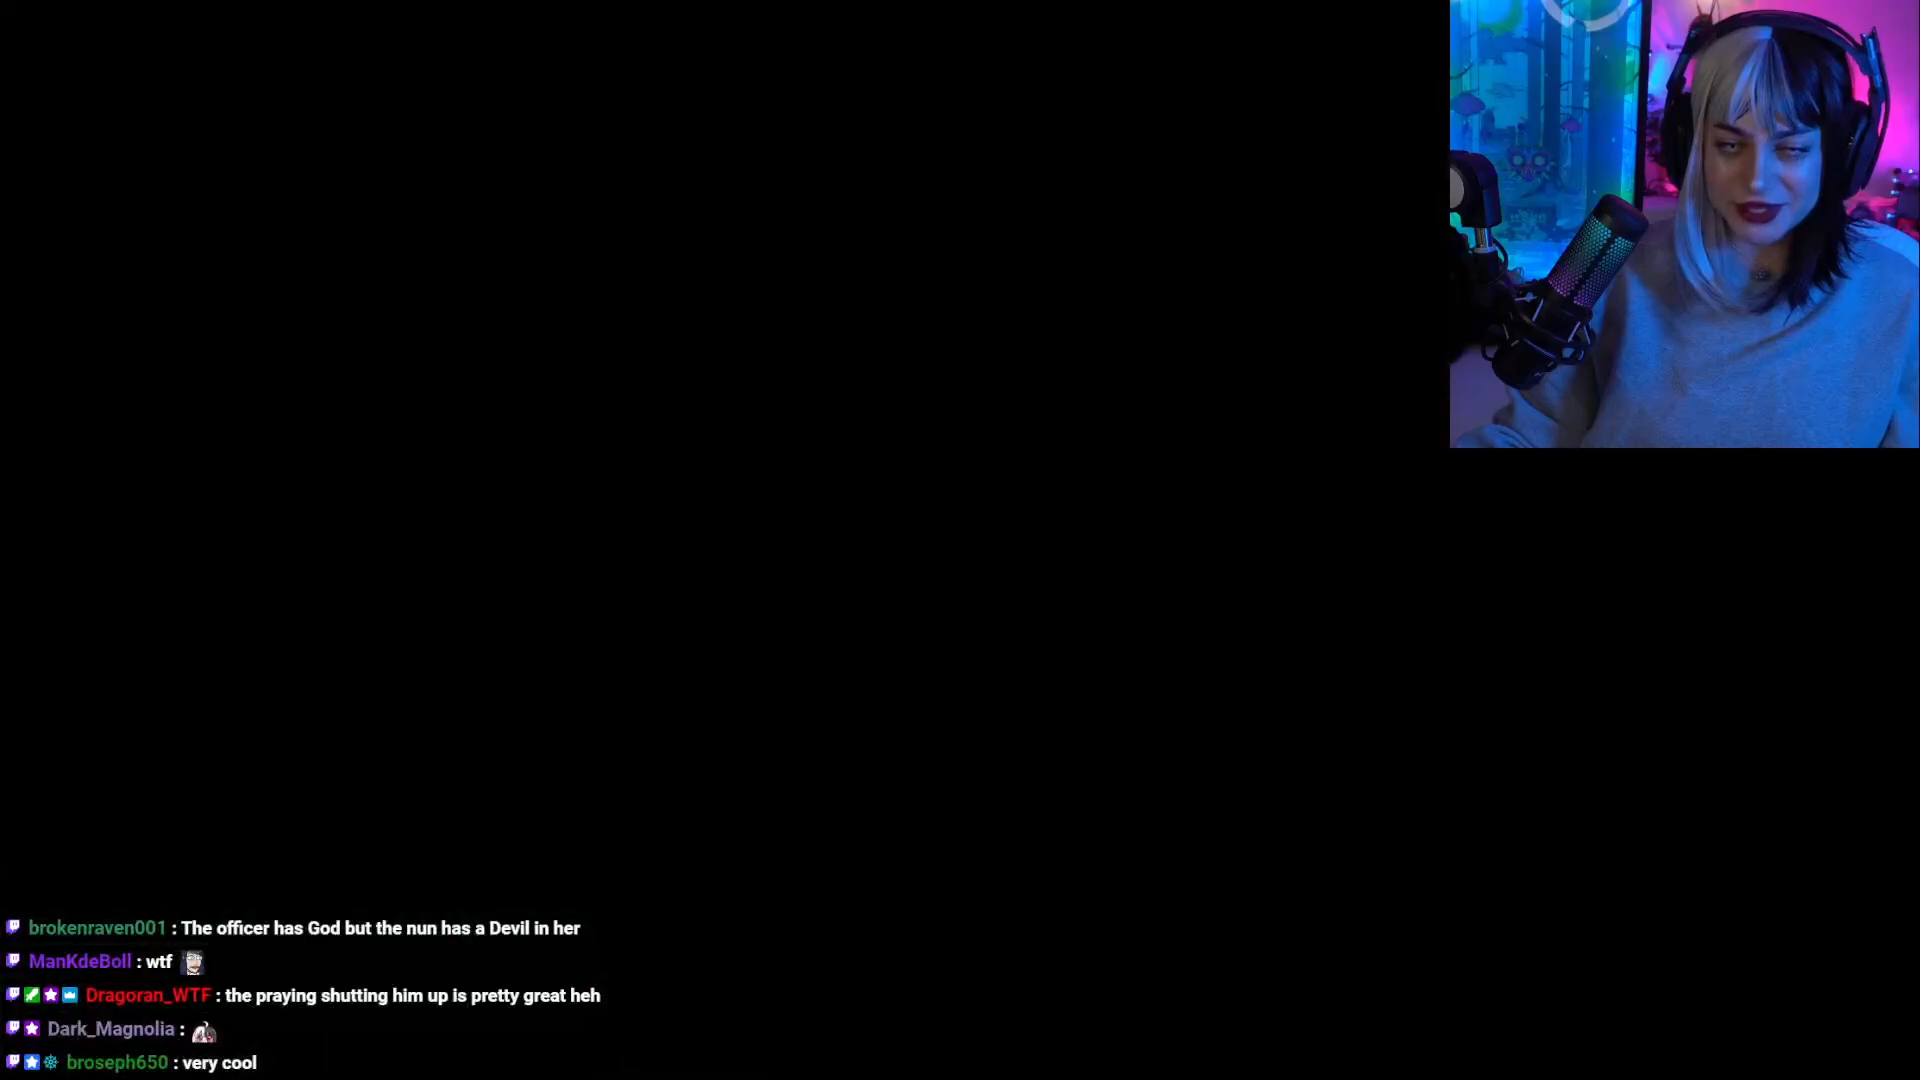 brokenraven001 : The officer has God but the nun has a Devil in her
ManKdeBoll : wtf
Dragoran_WTF : the praying shutting him up is pretty great heh
Dark_Magnolia :
broseph650 : very cool